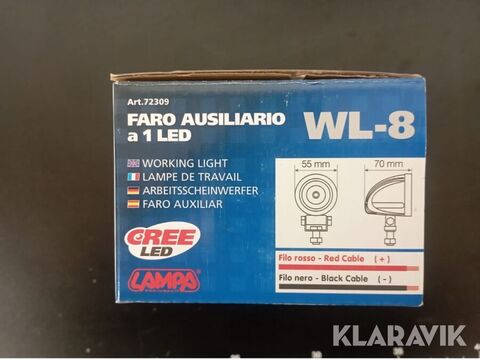 Art.72309
FARO AUSILIARIO
a 1 LED
WL-8
WORKING LIGHT
LAMPE DE TRAVAIL
ARBEITSSCHEINWERFER
FARO AUXILIAR
55 mm
70 mm
CREE
LED
LAMPA
Filo rosso - Red Cable ( + )
Filo nero - Black Cable ( - )
KLARAVIK